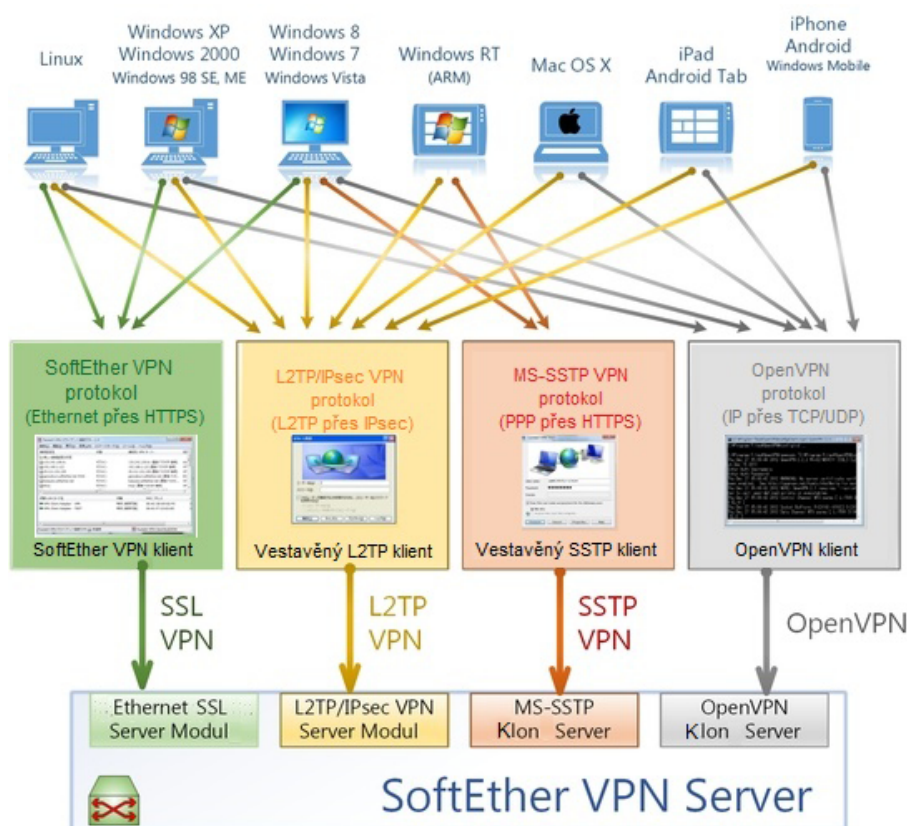 Linux
Windows XP
Windows 2000
Windows 98 SE, ME
Windows 8
Windows 7
Windows Vista
Windows RT
(ARM)
Mac OS X
iPad
Android Tab
iPhone
Android
Windows Mobile
SoftEther VPN
protokol
(Ethernet přes HTTPS)
SoftEther VPN klient
L2TP/IPsec VPN
protokol
(L2TP přes IPsec)
Vestavěný L2TP klient
MS-SSTP VPN
protokol
(PPP přes HTTPS)
Vestavěný SSTP klient
OpenVPN
protokol
(IP přes TCP/UDP)
OpenVPN klient
SSL
VPN
L2TP
VPN
SSTP
VPN
OpenVPN
Ethernet SSL
Server Modul
L2TP/IPsec VPN
Server Modul
MS-SSTP
Klon Server
OpenVPN
Klon Server
SoftEther VPN Server